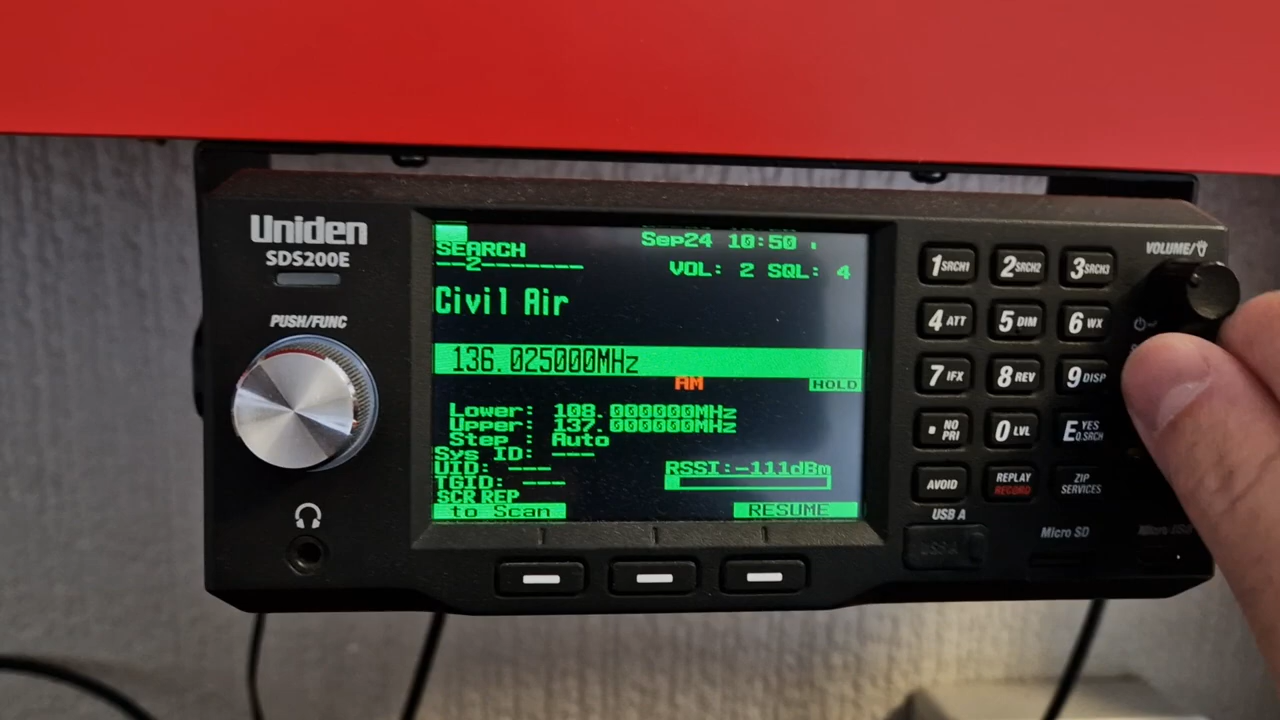 Uniden
SDS200E
PUSH/FUNC
SEARCH
Sep24 10:50
--2-------
VOL: 2 SQL: 4
Civil Air
136.025000MHz
AM
HOLD
Lower: 108.000000MHz
Upper: 137.000000MHz
Step : Auto
Sys ID: ---
UID: ---
RSSI:-111dBm
TGID: ---
SCR REP
to Scan
RESUME
VOLUME/
1 SRCH1
2 SRCH2
3 SRCH3
4 ATT
5 DIM
6 WX
7 IFX
8 REV
9 DISP
. NO PRI
0 LVL
E YES
AVOID
REPLAY
RECORD
ZIP
SERVICES
USB A
USB A
Micro SD